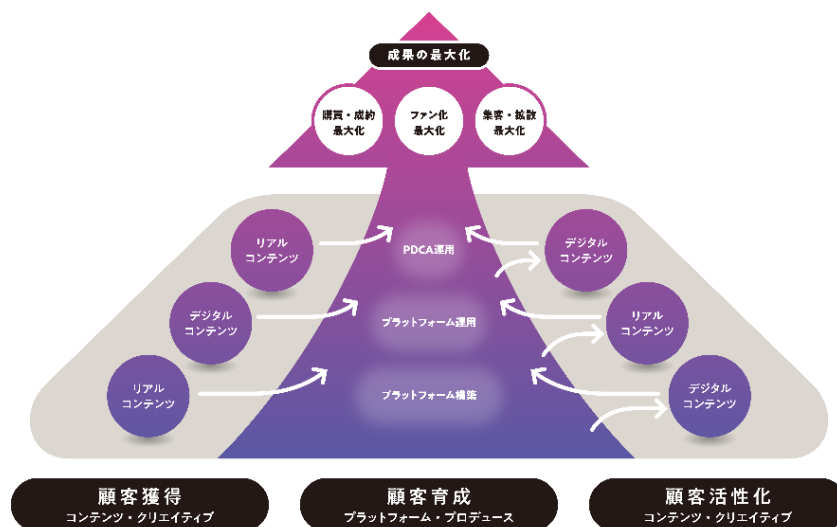 成果の最大化
購買・成約
最大化
ファン化
最大化
集客・拡散
最大化
リアル
コンテンツ
PDCA運用
デジタル
コンテンツ
デジタル
コンテンツ
プラットフォーム運用
リアル
コンテンツ
リアル
コンテンツ
プラットフォーム構築
デジタル
コンテンツ
顧客獲得
コンテンツ・クリエイティブ
顧客育成
プラットフォーム・プロデュース
顧客活性化
コンテンツ・クリエイティブ